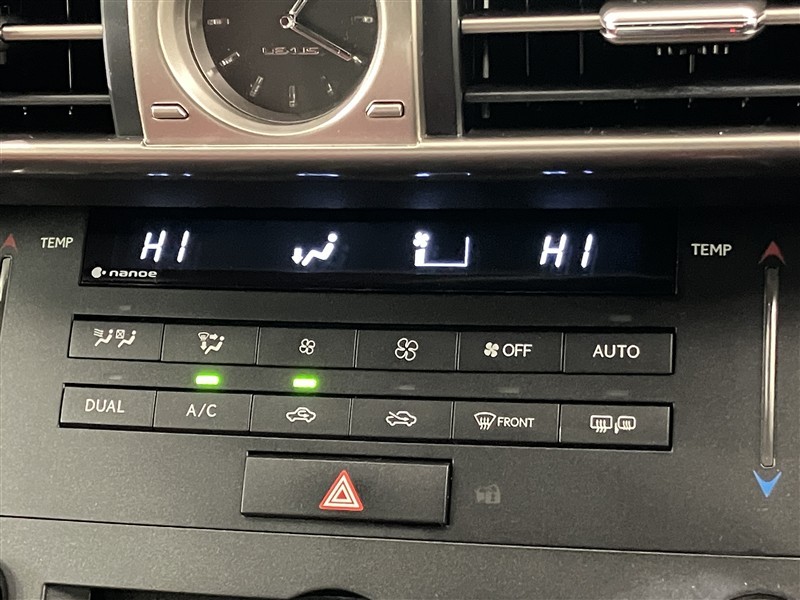 LEXUS
TEMP
HI
HI
TEMP
nanoe
OFF
AUTO
DUAL
A/C
FRONT